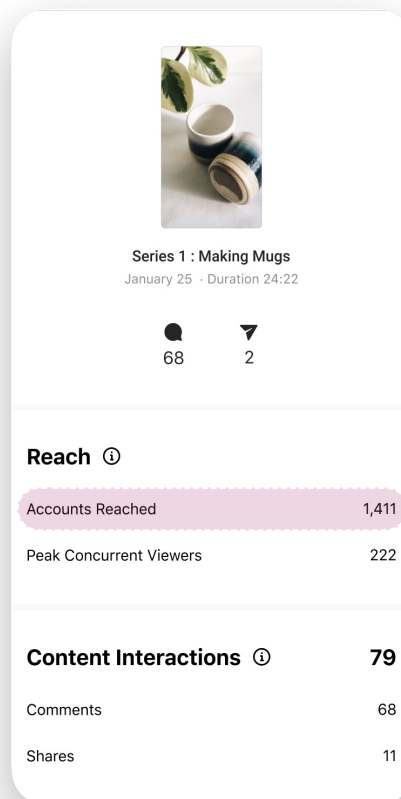 Series 1 : Making Mugs
January 25 · Duration 24:22
68 2
Reach
Accounts Reached 1,411
Peak Concurrent Viewers 222
Content Interactions 79
Comments 68
Shares 11